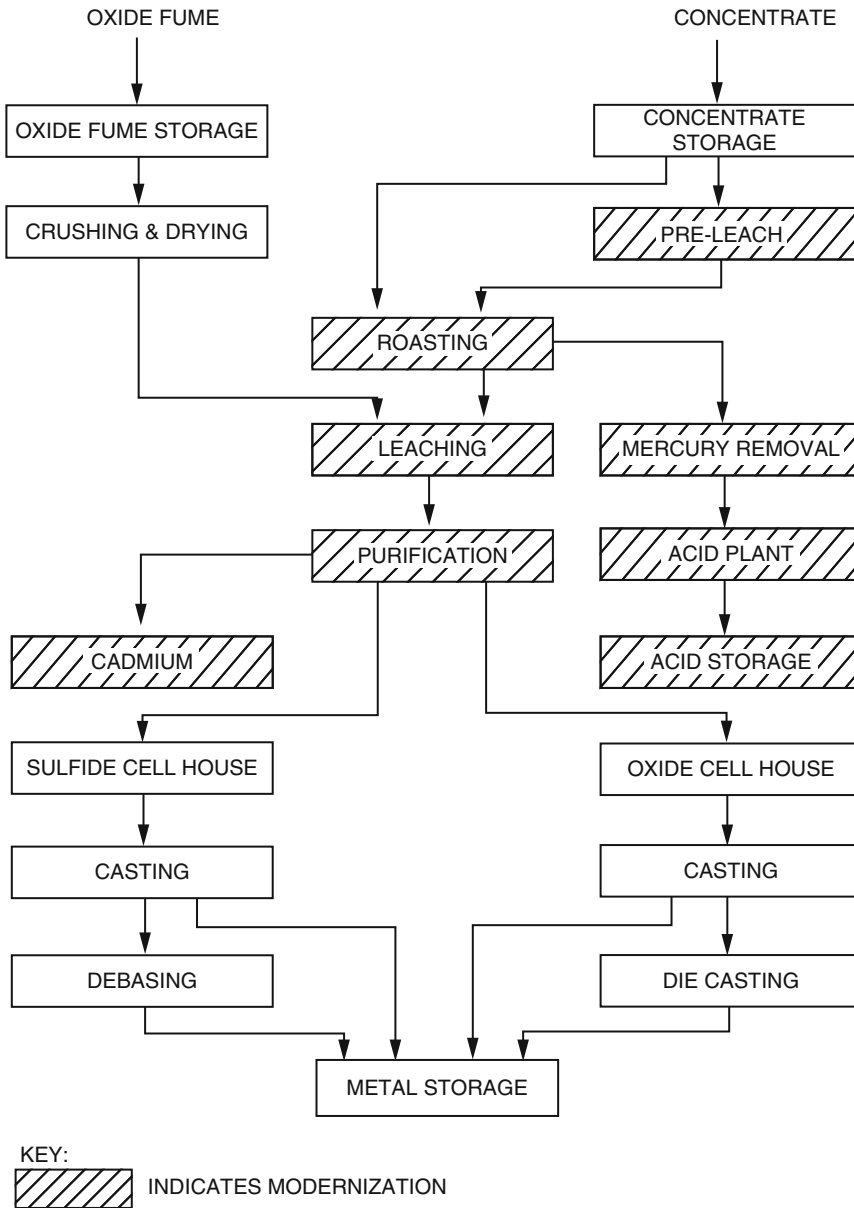 OXIDE FUME
CONCENTRATE
OXIDE FUME STORAGE
CONCENTRATE
STORAGE
CRUSHING & DRYING
PRE-LEACH
ROASTING
LEACHING
MERCURY REMOVAL
PURIFICATION
ACID PLANT
CADMIUM
ACID STORAGE
SULFIDE CELL HOUSE
OXIDE CELL HOUSE
CASTING
CASTING
DEBASING
DIE CASTING
METAL STORAGE
KEY:
INDICATES MODERNIZATION